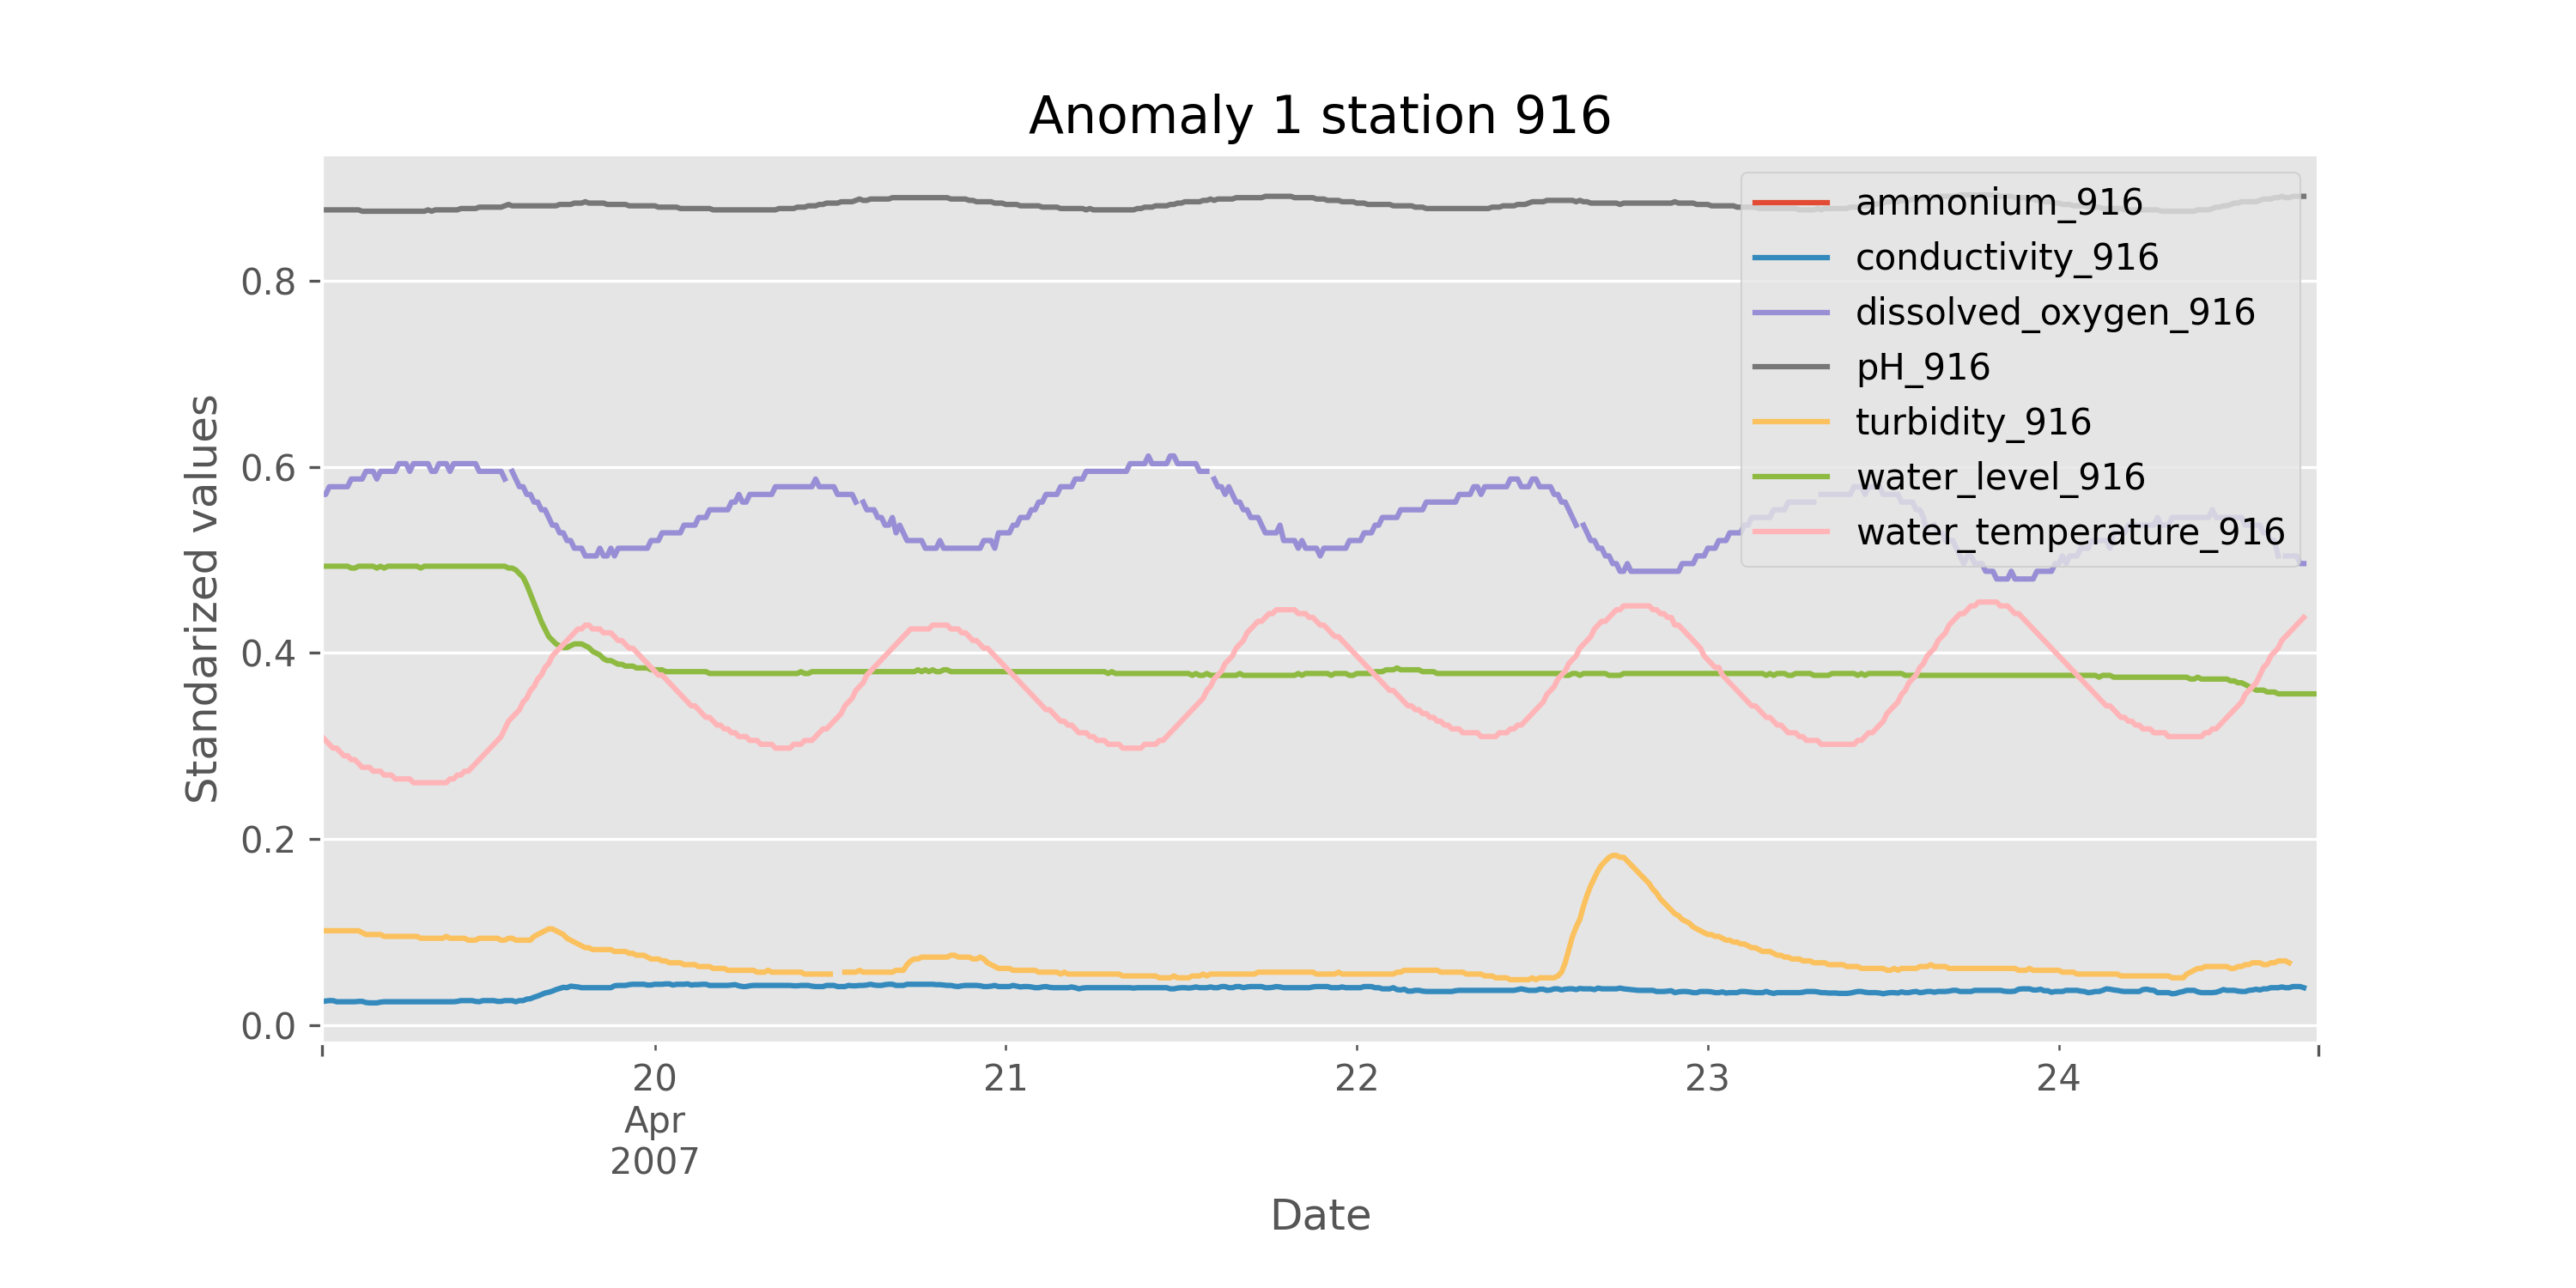 Anomaly 1 station 916
ammonium_916
conductivity_916
dissolved_oxygen_916
pH_916
turbidity_916
water_level_916
water_temperature_916
Standarized values
0.8
0.6
0.4
0.2
0.0
20 21 22 23 24
Apr
2007
Date